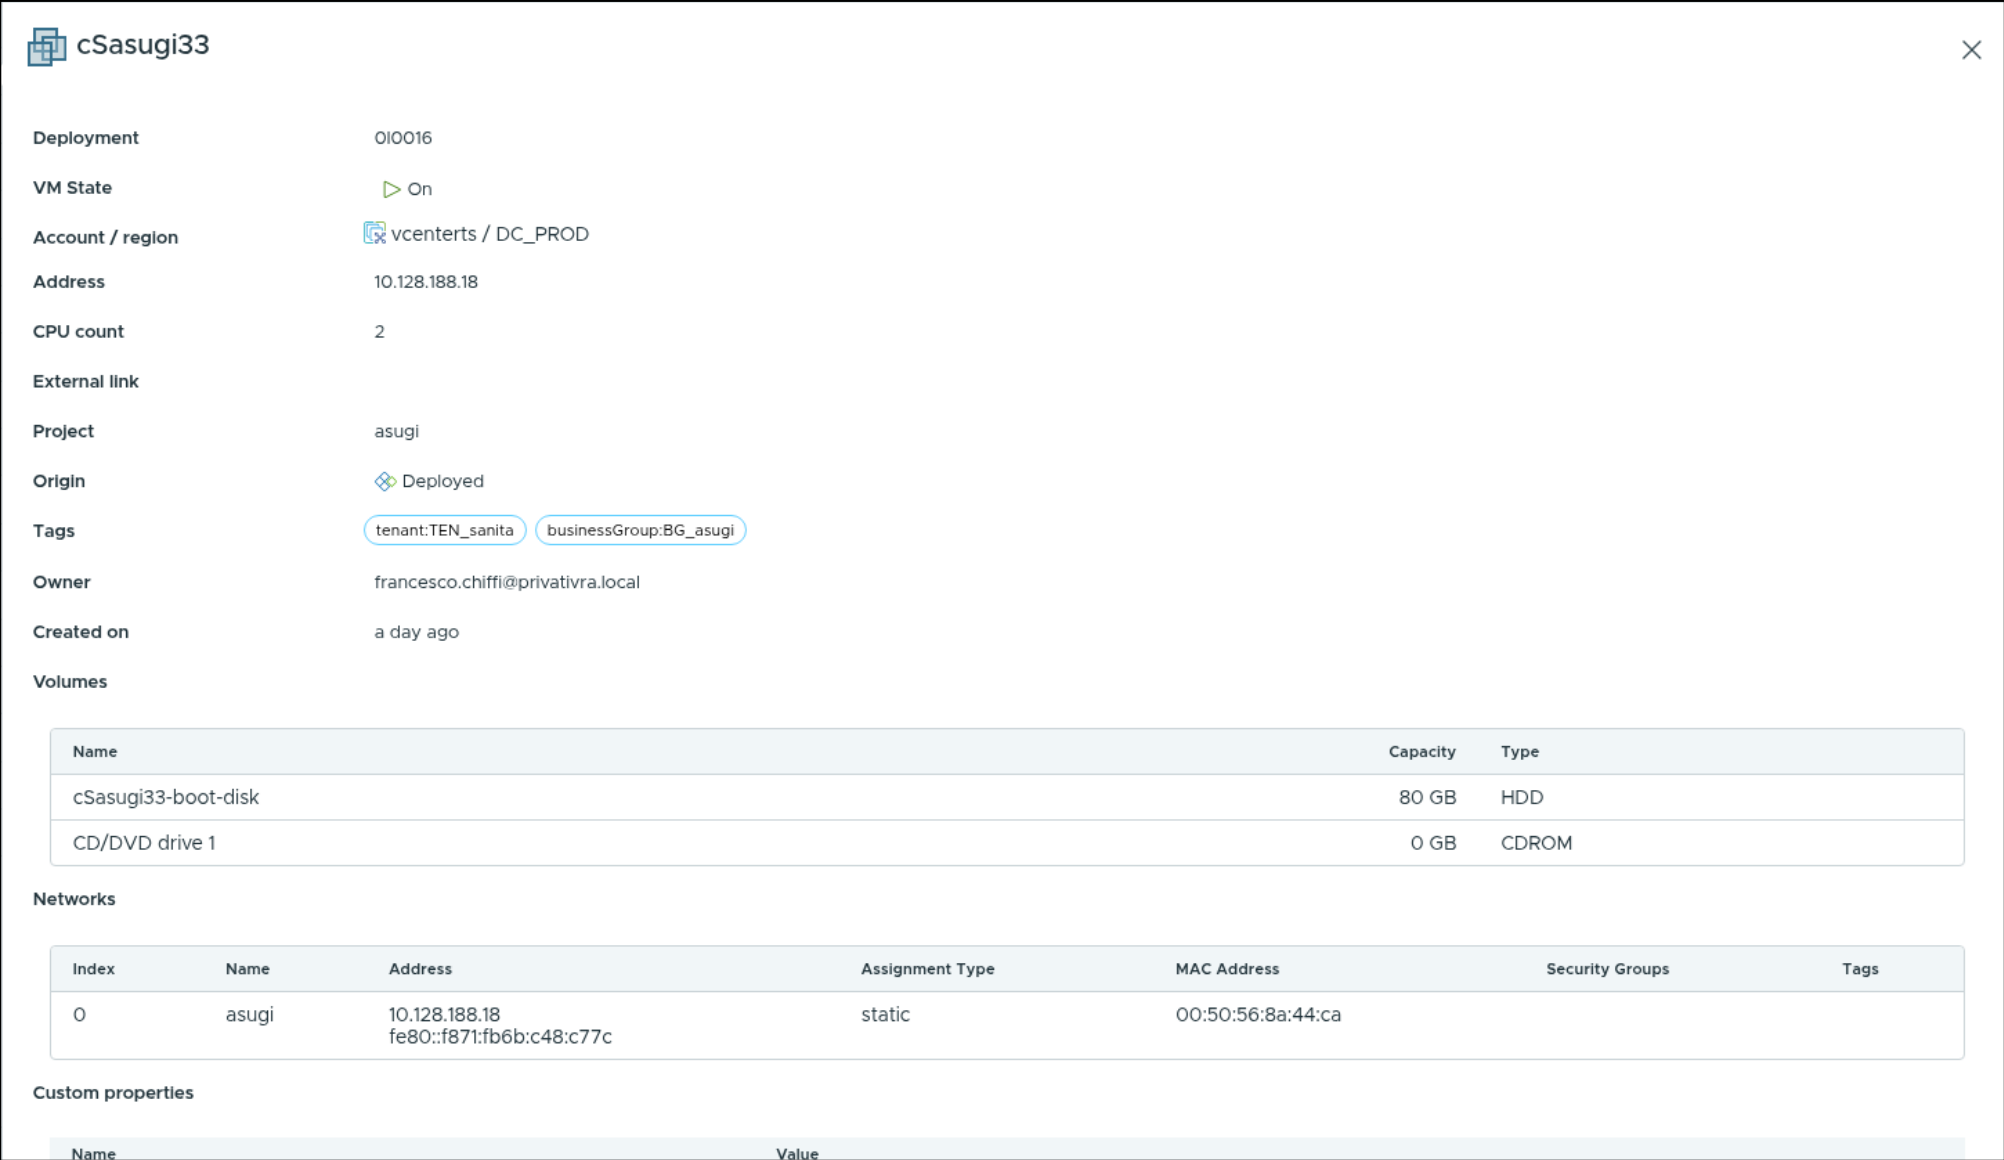 cSasugi33
Deployment 0I0016
VM State On
Account / region vcenterts / DC_PROD
Address 10.128.188.18
CPU count 2
External link
Project asugi
Origin Deployed
Tags tenant:TEN_sanita businessGroup:BG_asugi
Owner francesco.chiffi@privativra.local
Created on a day ago
Volumes
Name Capacity Type
cSasugi33-boot-disk 80 GB HDD
CD/DVD drive 1 0 GB CDROM
Networks
Index Name Address Assignment Type MAC Address Security Groups Tags
0 asugi 10.128.188.18 static 00:50:56:8a:44:ca
fe80::f871:fb6b:c48:c77c
Custom properties
Name Value